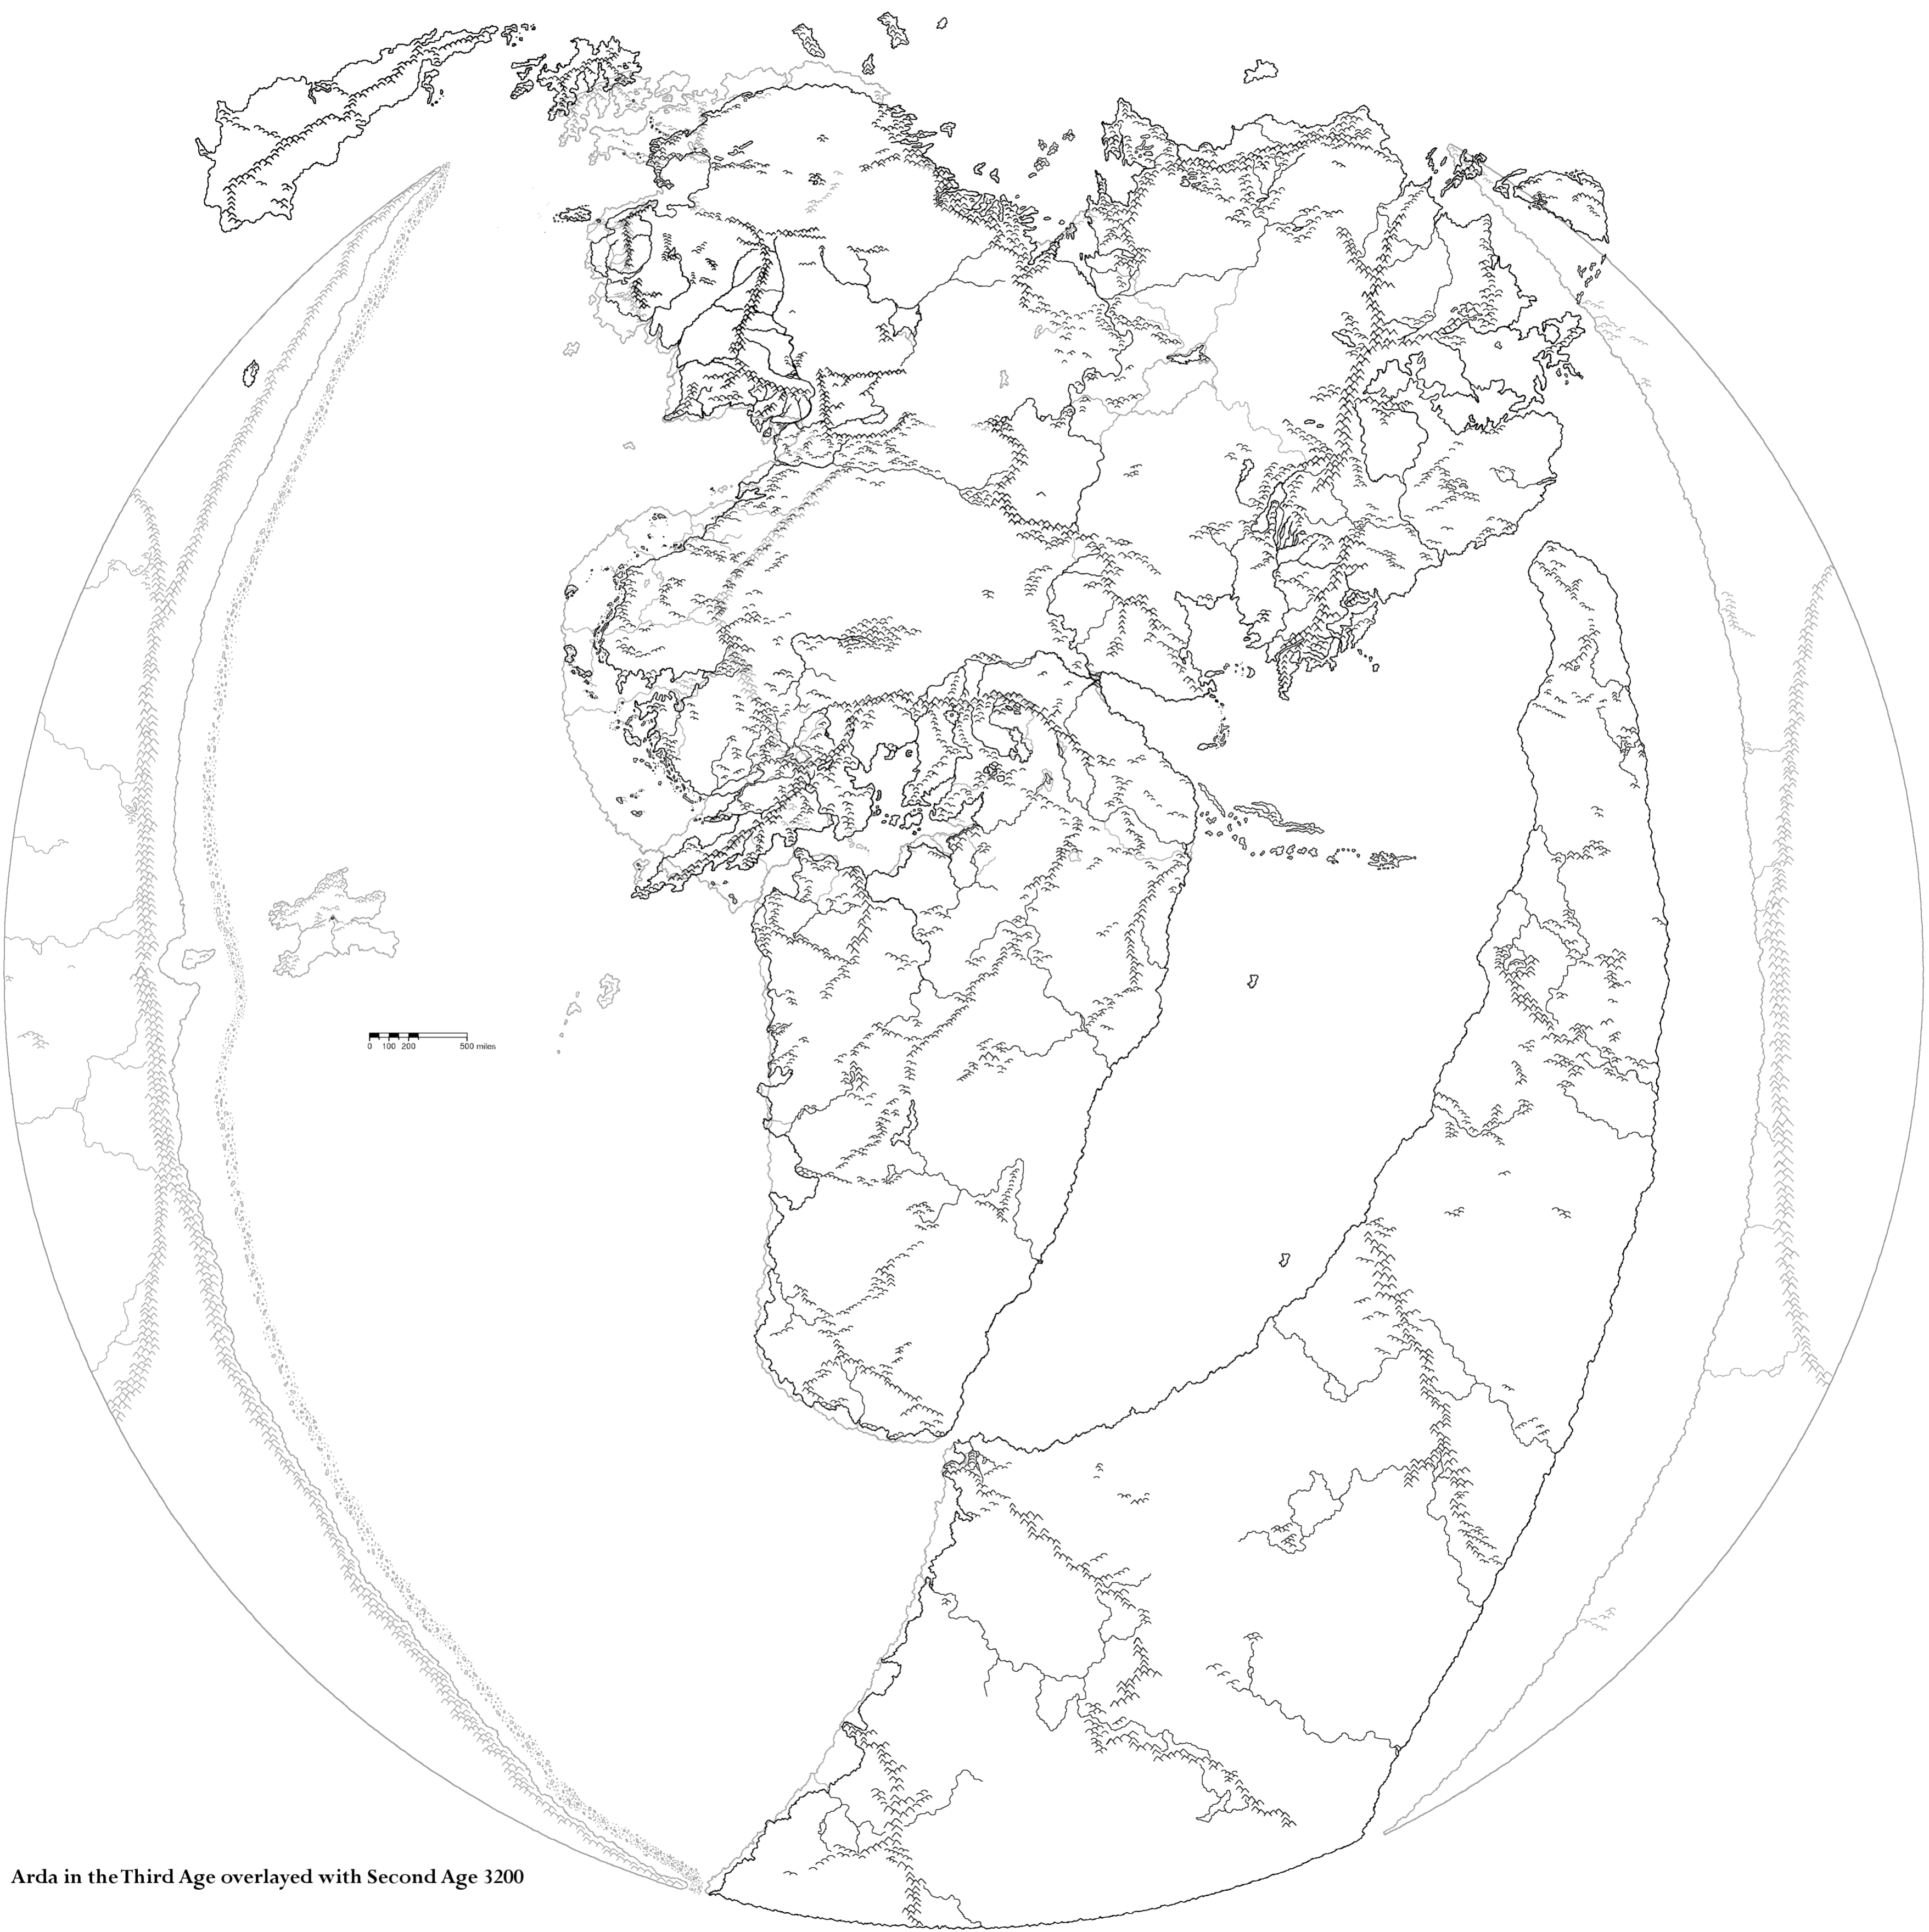 0 100 200 500 miles
Arda in the Third Age overlayed with Second Age 3200